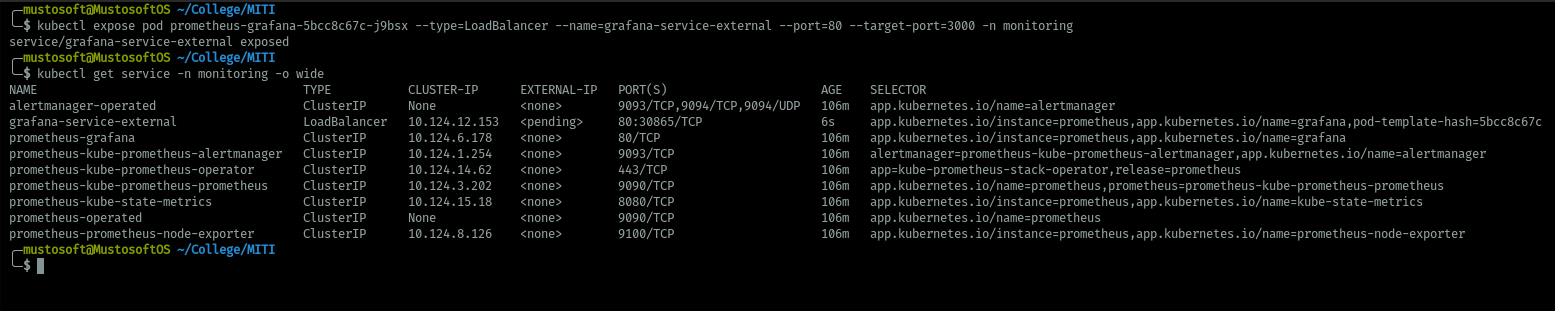 ╭─mustosoft@MustosoftOS ~/College/MITI
╰─$ kubectl expose pod prometheus-grafana-5bcc8c67c-j9bsx --type=LoadBalancer --name=grafana-service-external --port=80 --target-port=3000 -n monitoring
service/grafana-service-external exposed
╭─mustosoft@MustosoftOS ~/College/MITI
╰─$ kubectl get service -n monitoring -o wide
NAME TYPE CLUSTER-IP EXTERNAL-IP PORT(S) AGE SELECTOR
alertmanager-operated ClusterIP None <none> 9093/TCP,9094/TCP,9094/UDP 106m app.kubernetes.io/name=alertmanager
grafana-service-external LoadBalancer 10.124.12.153 <pending> 80:30865/TCP 6s app.kubernetes.io/instance=prometheus,app.kubernetes.io/name=grafana,pod-template-hash=5bcc8c67c
prometheus-grafana ClusterIP 10.124.6.178 <none> 80/TCP 106m app.kubernetes.io/instance=prometheus,app.kubernetes.io/name=grafana
prometheus-kube-prometheus-alertmanager ClusterIP 10.124.1.254 <none> 9093/TCP 106m alertmanager=prometheus-kube-prometheus-alertmanager,app.kubernetes.io/name=alertmanager
prometheus-kube-prometheus-operator ClusterIP 10.124.14.62 <none> 443/TCP 106m app=kube-prometheus-stack-operator,release=prometheus
prometheus-kube-prometheus-prometheus ClusterIP 10.124.3.202 <none> 9090/TCP 106m app.kubernetes.io/name=prometheus,prometheus=prometheus-kube-prometheus-prometheus
prometheus-kube-state-metrics ClusterIP 10.124.15.18 <none> 8080/TCP 106m app.kubernetes.io/instance=prometheus,app.kubernetes.io/name=kube-state-metrics
prometheus-operated ClusterIP None <none> 9090/TCP 106m app.kubernetes.io/name=prometheus
prometheus-prometheus-node-exporter ClusterIP 10.124.8.126 <none> 9100/TCP 106m app.kubernetes.io/instance=prometheus,app.kubernetes.io/name=prometheus-node-exporter
╭─mustosoft@MustosoftOS ~/College/MITI
╰─$